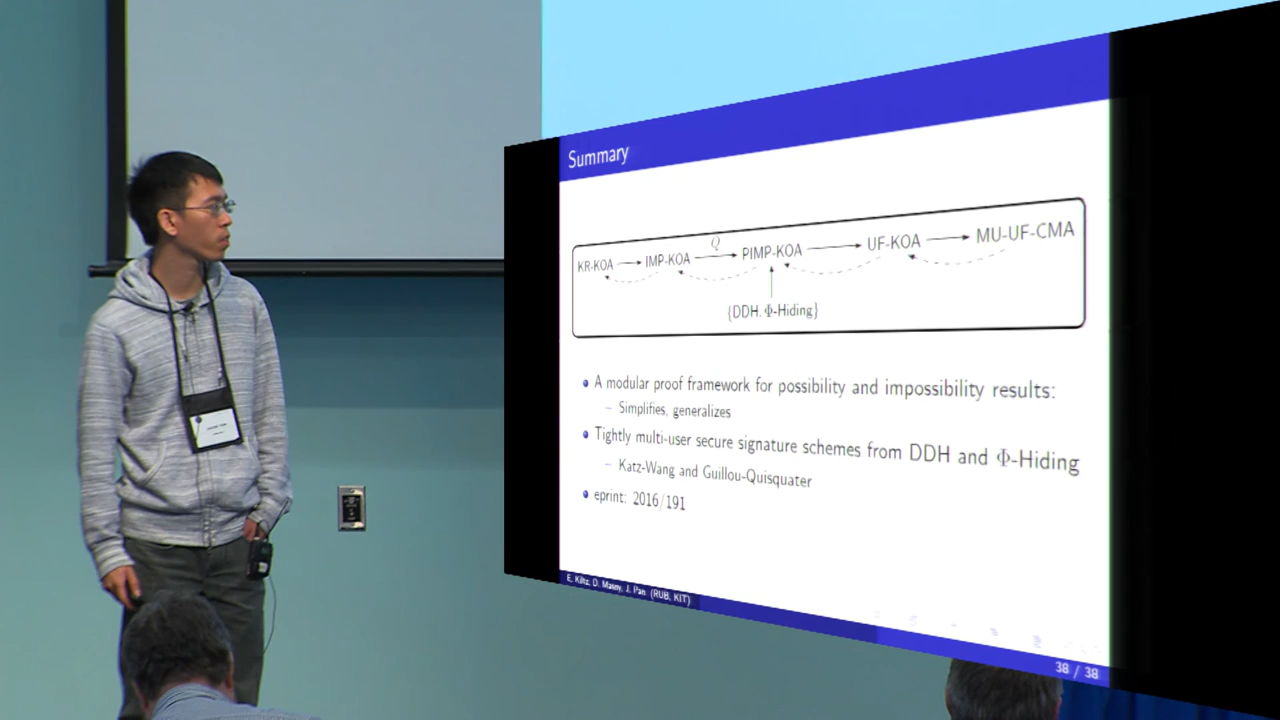 Summary
KR-KOA IMP-KOA Q PIMP-KOA UF-KOA MU-UF-CMA
{DDH, Φ-Hiding}
A modular proof framework for possibility and impossibility results:
– Simplifies, generalizes
Tightly multi-user secure signature schemes from DDH and Φ-Hiding
– Katz-Wang and Guillou-Quisquater
eprint: 2016/191
E. Kiltz, D. Masny, J. Pan (RUB, KIT)
38 / 38